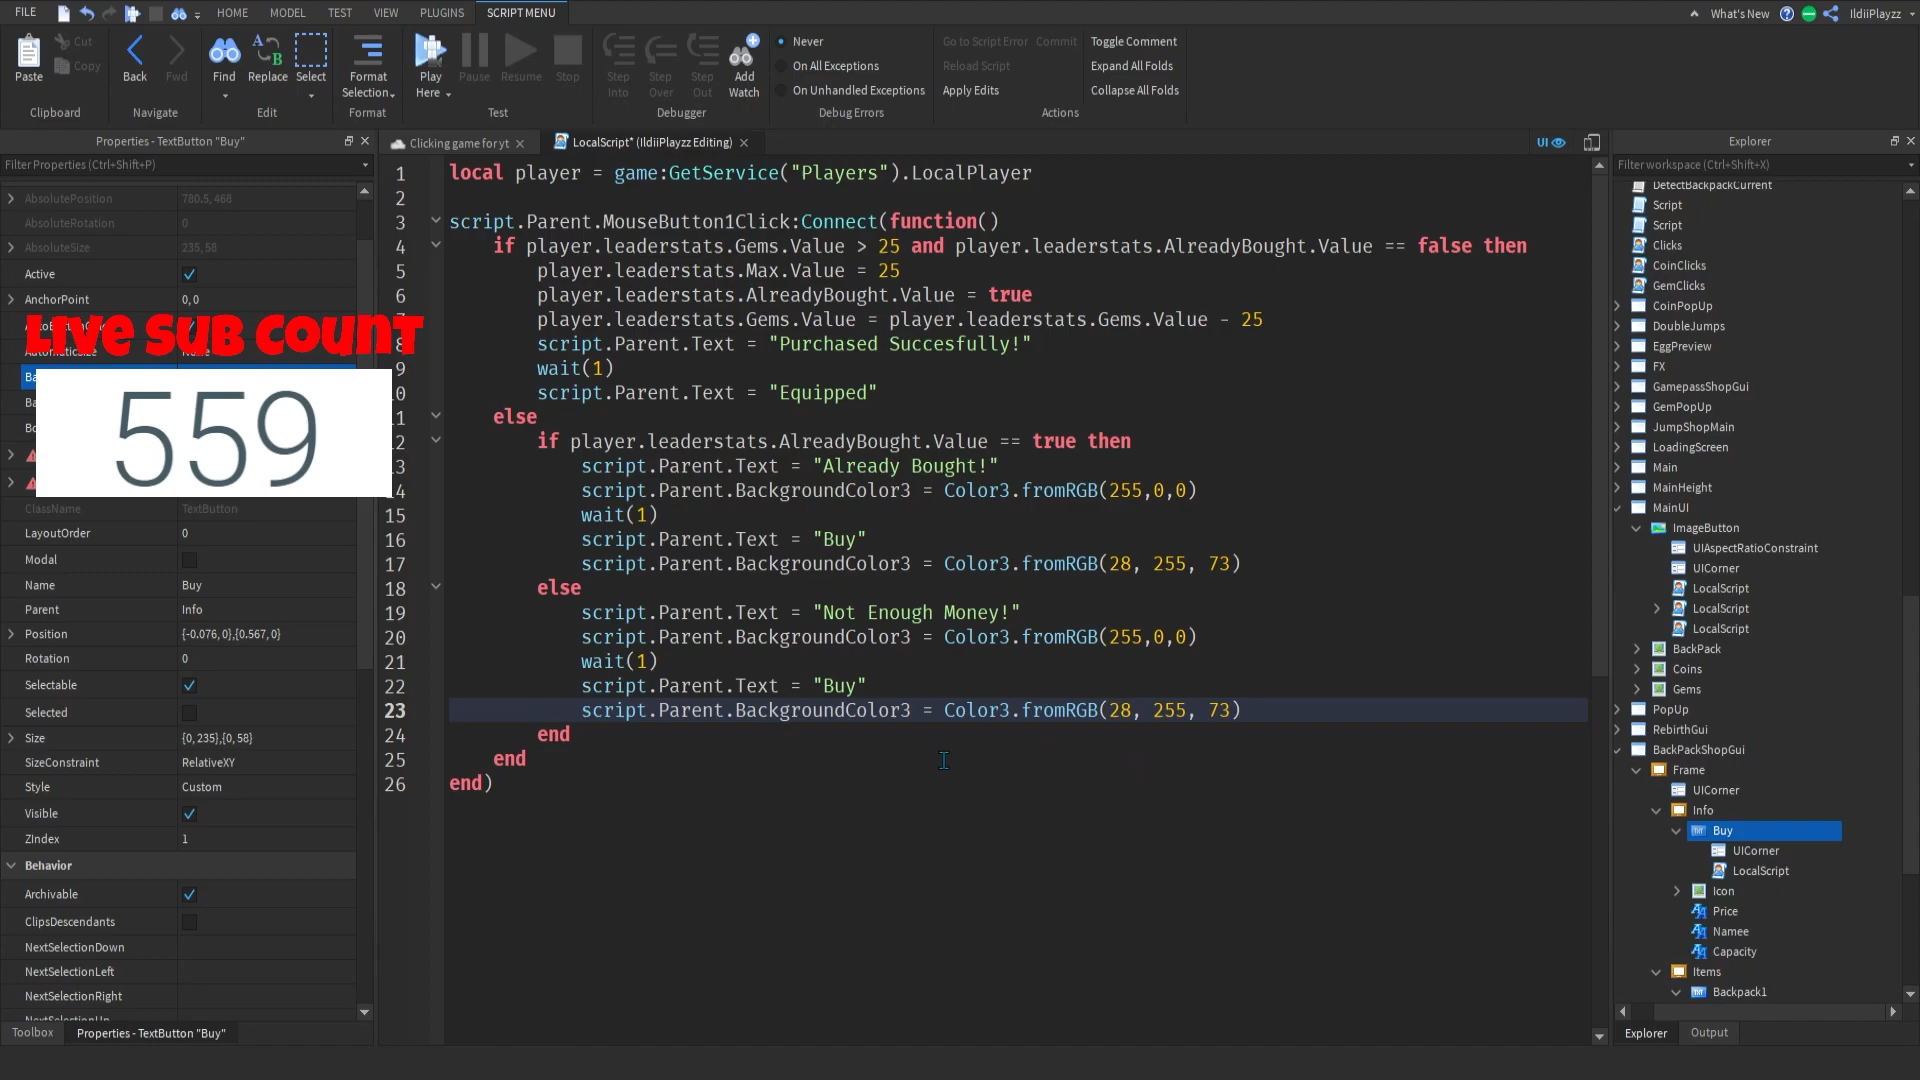 FILE
HOME
MODEL
TEST
VIEW
PLUGINS
SCRIPT MENU
What's New
IldiiPlayzz
Paste
Cut
Copy
Clipboard
Back
Fwd
Navigate
Find
Replace
Select
Edit
Format
Selection
Format
Play
Here
Pause
Resume
Stop
Test
Step
Into
Step
Over
Step
Out
Add
Watch
Debugger
Never
On All Exceptions
On Unhandled Exceptions
Debug Errors
Go to Script Error
Commit
Reload Script
Apply Edits
Toggle Comment
Expand All Folds
Collapse All Folds
Actions
Properties - TextButton "Buy"
Filter Properties (Ctrl+Shift+P)
AbsolutePosition 780.5, 468
AbsoluteRotation 0
AbsoluteSize 235, 58
Active
AnchorPoint 0, 0
LIVE SUB COUNT
559
ClassName TextButton
LayoutOrder 0
Modal
Name Buy
Parent Info
Position {-0.076, 0},{0.567, 0}
Rotation 0
Selectable
Selected
Size {0, 235},{0, 58}
SizeConstraint RelativeXY
Style Custom
Visible
ZIndex 1
Behavior
Archivable
ClipsDescendants
NextSelectionDown
NextSelectionLeft
NextSelectionRight
Toolbox
Properties - TextButton "Buy"
Clicking game for yt
LocalScript* (IldiiPlayzz Editing)
UI
1 local player = game:GetService("Players").LocalPlayer
2
3 script.Parent.MouseButton1Click:Connect(function()
4 if player.leaderstats.Gems.Value > 25 and player.leaderstats.AlreadyBought.Value == false then
5 player.leaderstats.Max.Value = 25
6 player.leaderstats.AlreadyBought.Value = true
player.leaderstats.Gems.Value = player.leaderstats.Gems.Value - 25
8 script.Parent.Text = "Purchased Succesfully!"
9 wait(1)
0 script.Parent.Text = "Equipped"
1 else
2 if player.leaderstats.AlreadyBought.Value == true then
3 script.Parent.Text = "Already Bought!"
4 script.Parent.BackgroundColor3 = Color3.fromRGB(255,0,0)
15 wait(1)
16 script.Parent.Text = "Buy"
17 script.Parent.BackgroundColor3 = Color3.fromRGB(28, 255, 73)
18 else
19 script.Parent.Text = "Not Enough Money!"
20 script.Parent.BackgroundColor3 = Color3.fromRGB(255,0,0)
21 wait(1)
22 script.Parent.Text = "Buy"
23 script.Parent.BackgroundColor3 = Color3.fromRGB(28, 255, 73)
24 end
25 end
26 end)
Explorer
Filter workspace (Ctrl+Shift+X)
DetectBackpackCurrent
Script
Script
Clicks
CoinClicks
GemClicks
CoinPopUp
DoubleJumps
EggPreview
FX
GamepassShopGui
GemPopUp
JumpShopMain
LoadingScreen
Main
MainHeight
MainUI
ImageButton
UIAspectRatioConstraint
UICorner
LocalScript
LocalScript
LocalScript
BackPack
Coins
Gems
PopUp
RebirthGui
BackPackShopGui
Frame
UICorner
Info
Buy
UICorner
LocalScript
Icon
Price
Namee
Capacity
Items
Backpack1
Explorer
Output